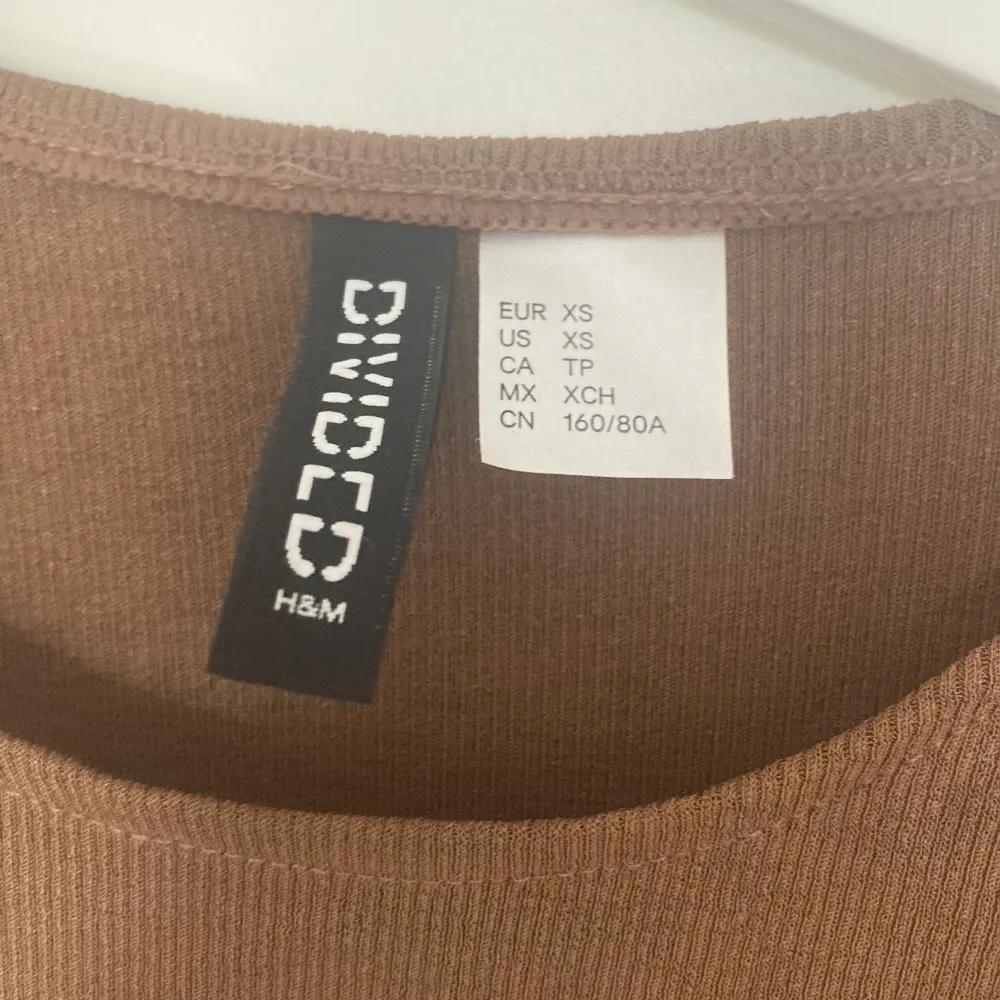 DIVIDED
H&M
EUR XS
US XS
CA TP
MX XCH
CN 160/80A